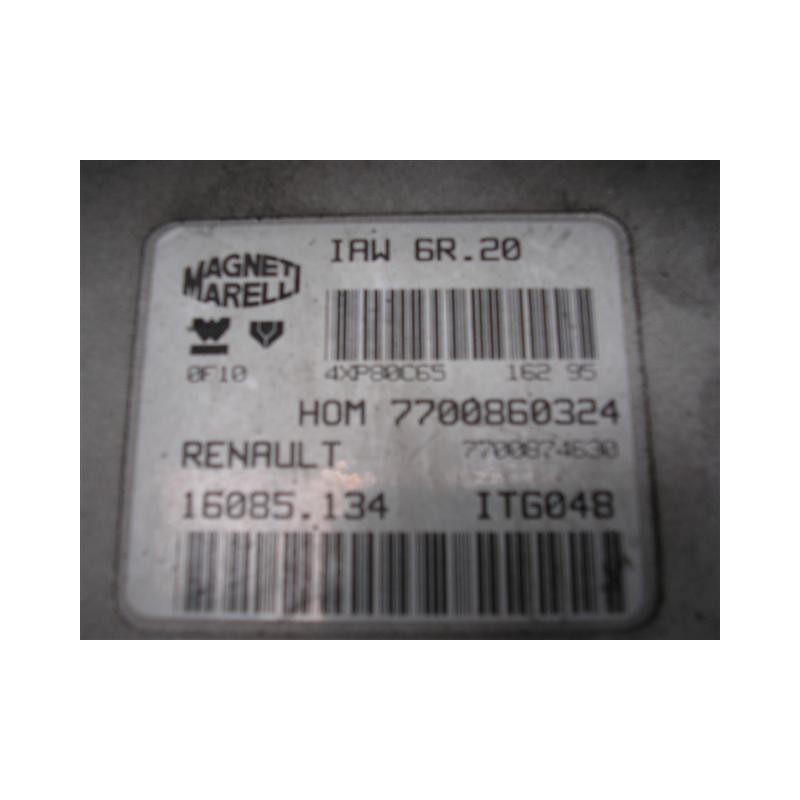 IAW 6R.20
MAGNETI
MARELLI
0F10 4XP80C65 162 95
HOM 7700860324
RENAULT 7700874630
16085.134 ITG048